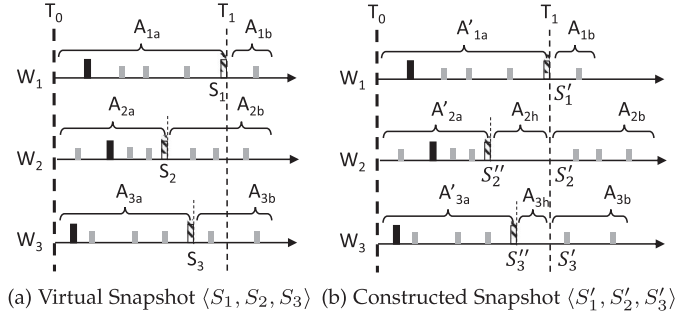 T₀ T₁ T₀ T₁
A₁ₐ A₁b A′₁ₐ A₁b
W₁ S₁ W₁ S′₁
A₂ₐ A₂b A′₂ₐ A₂ₕ A₂b
W₂ S₂ W₂ S″₂ S′₂
A₃ₐ A₃b A′₃ₐ A₃ₕ A₃b
W₃ S₃ W₃ S″₃ S′₃
(a) Virtual Snapshot ⟨S₁, S₂, S₃⟩ (b) Constructed Snapshot ⟨S′₁, S′₂, S′₃⟩